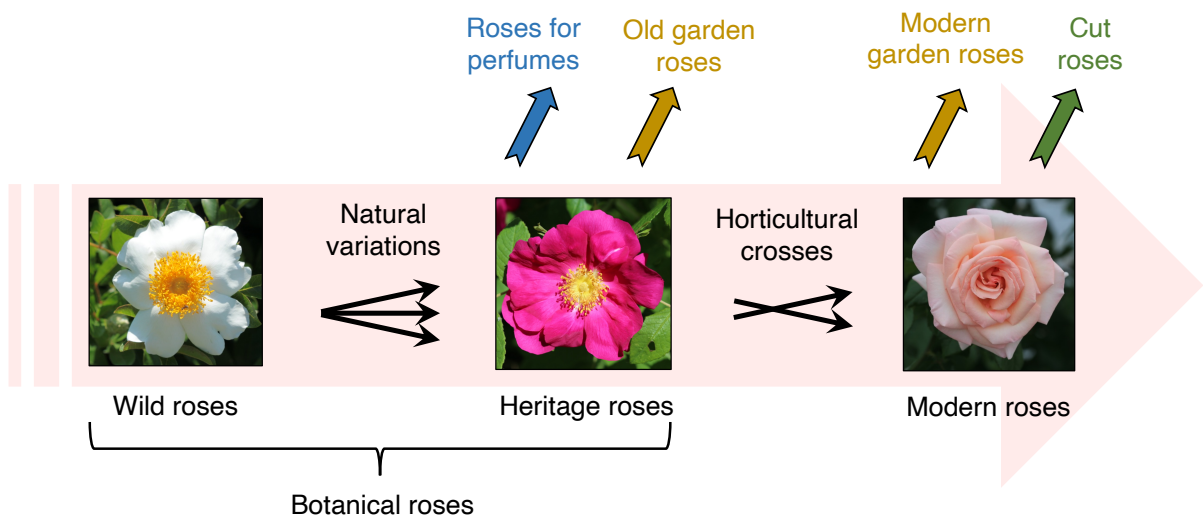 Roses for
perfumes
Old garden
roses
Modern
garden roses
Cut
roses
Natural
variations
Horticultural
crosses
Wild roses
Heritage roses
Modern roses
Botanical roses